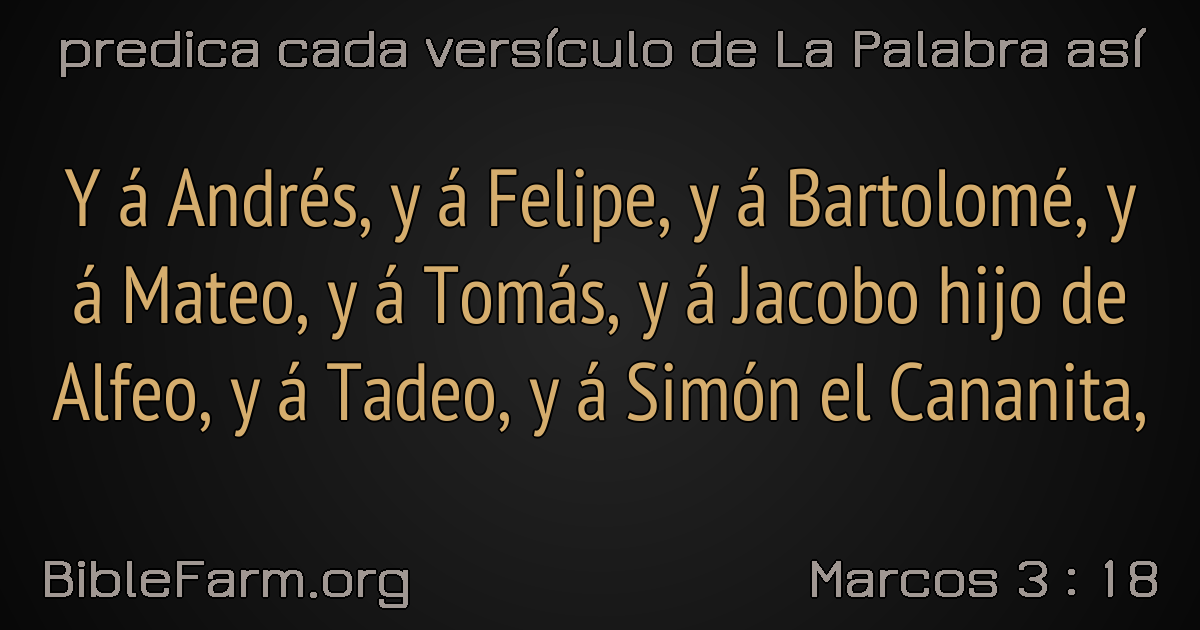 predica cada versículo de La Palabra así
Y á Andrés, y á Felipe, y á Bartolomé, y
á Mateo, y á Tomás, y á Jacobo hijo de
Alfeo, y á Tadeo, y á Simón el Cananita,
BibleFarm.org
Marcos 3 : 18